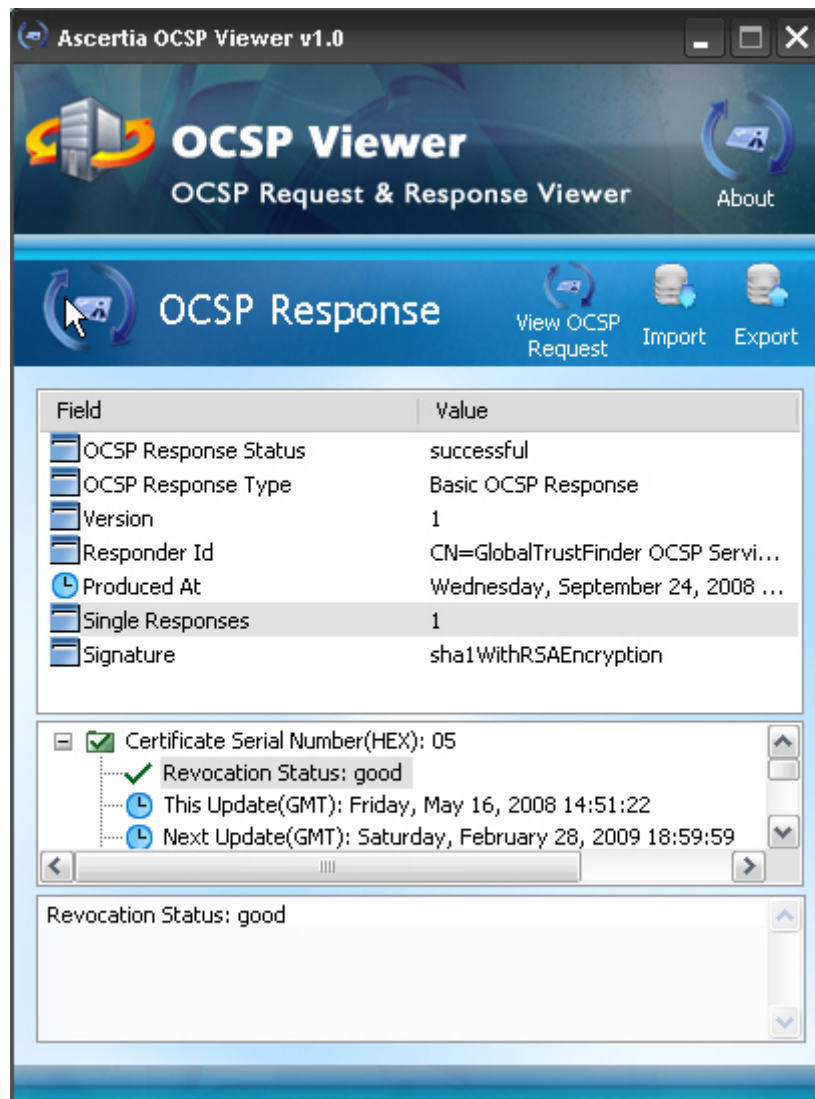 Ascertia OCSP Viewer v1.0
OCSP Viewer
OCSP Request & Response Viewer
About
OCSP Response
View OCSP
Request
Import
Export
Field Value
OCSP Response Status successful
OCSP Response Type Basic OCSP Response
Version 1
Responder Id CN=GlobalTrustFinder OCSP Servi...
Produced At Wednesday, September 24, 2008 ...
Single Responses 1
Signature sha1WithRSAEncryption
Certificate Serial Number(HEX): 05
Revocation Status: good
This Update(GMT): Friday, May 16, 2008 14:51:22
Next Update(GMT): Saturday, February 28, 2009 18:59:59
Revocation Status: good